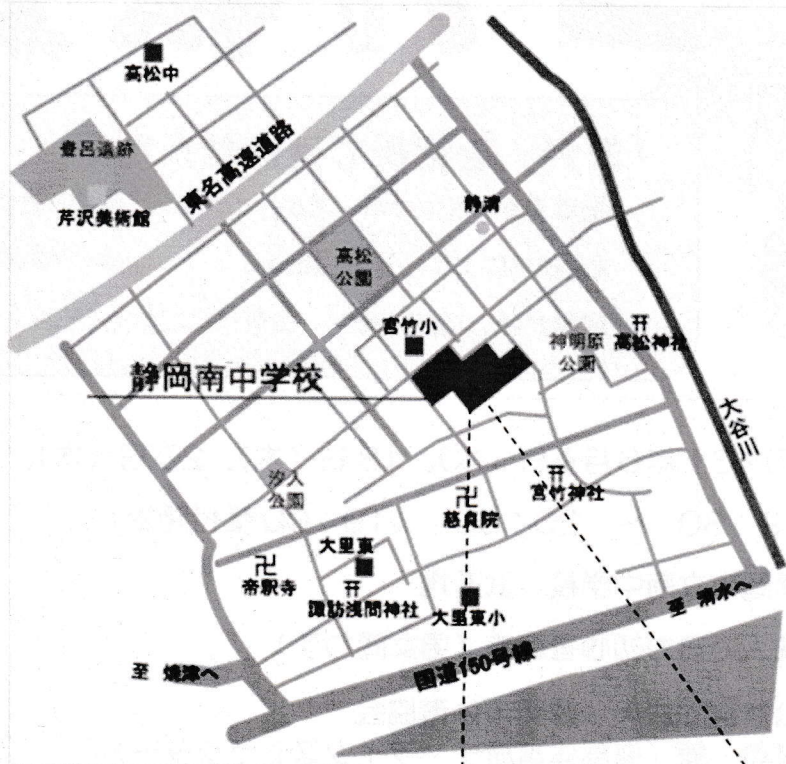 高松中
登呂遺跡
東名高速道路
芹沢美術館
静清
高松
公園
宮竹小
神明原
公園
高松神社
静岡南中学校
大谷川
汐入
公園
宮竹神社
慈貞院
大里東
帝釈寺
諏訪浅間神社
大里東小
至 清水へ
至 焼津へ
国道150号線